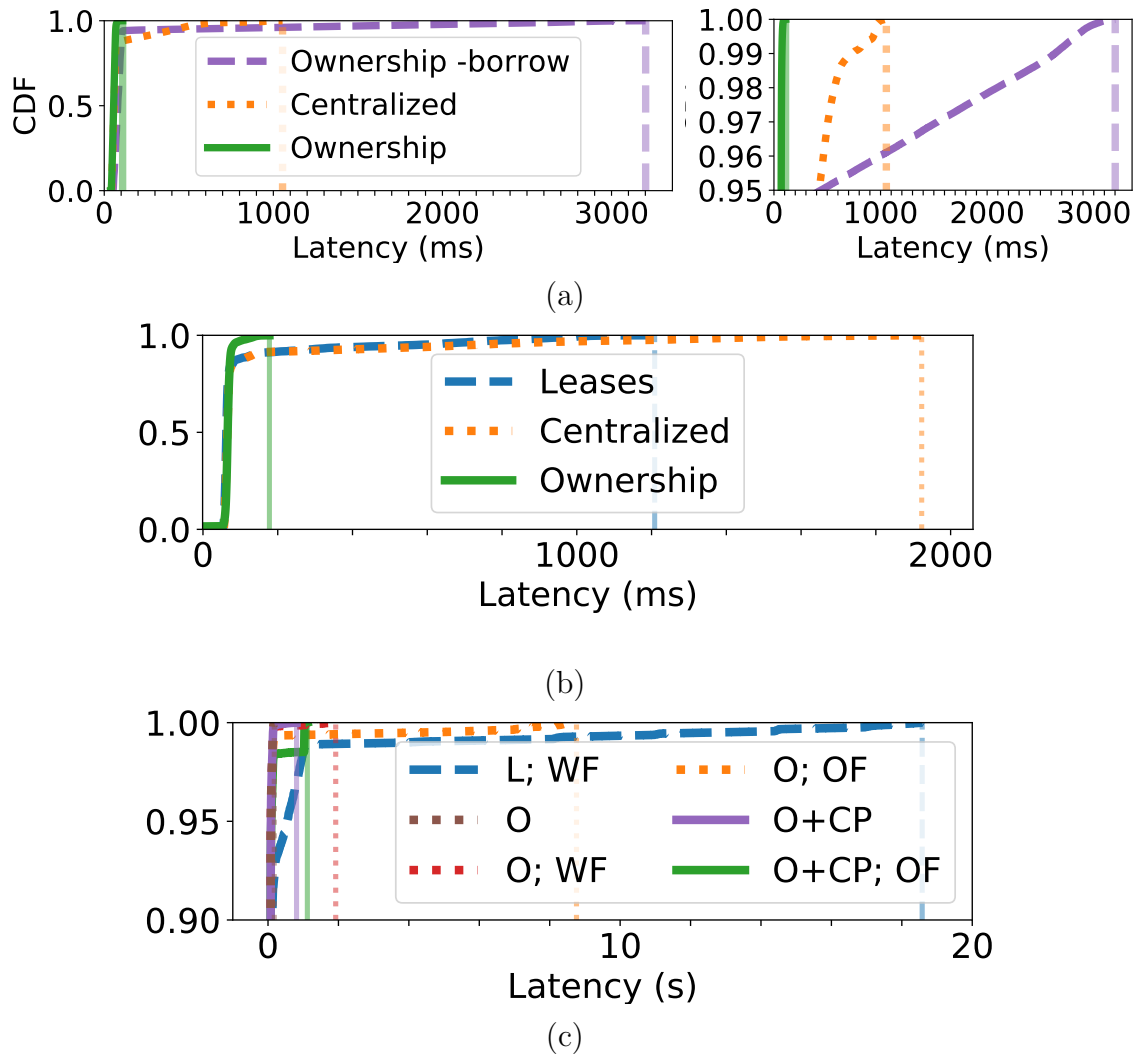 CDF
1.0
0.5
0.0
Ownership -borrow
Centralized
Ownership
0 1000 2000 3000
Latency (ms)
1.00
0.99
0.98
0.97
0.96
0.95
0 1000 2000 3000
Latency (ms)
(a)
1.0
0.5
0.0
Leases
Centralized
Ownership
0 1000 2000
Latency (ms)
(b)
1.00
0.95
0.90
L; WF
O
O; WF
O; OF
O+CP
O+CP; OF
0 10 20
Latency (s)
(c)